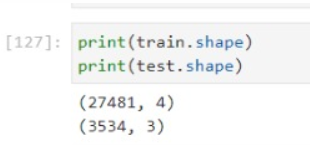 [127]: print(train.shape)
print(test.shape)
(27481, 4)
(3534, 3)